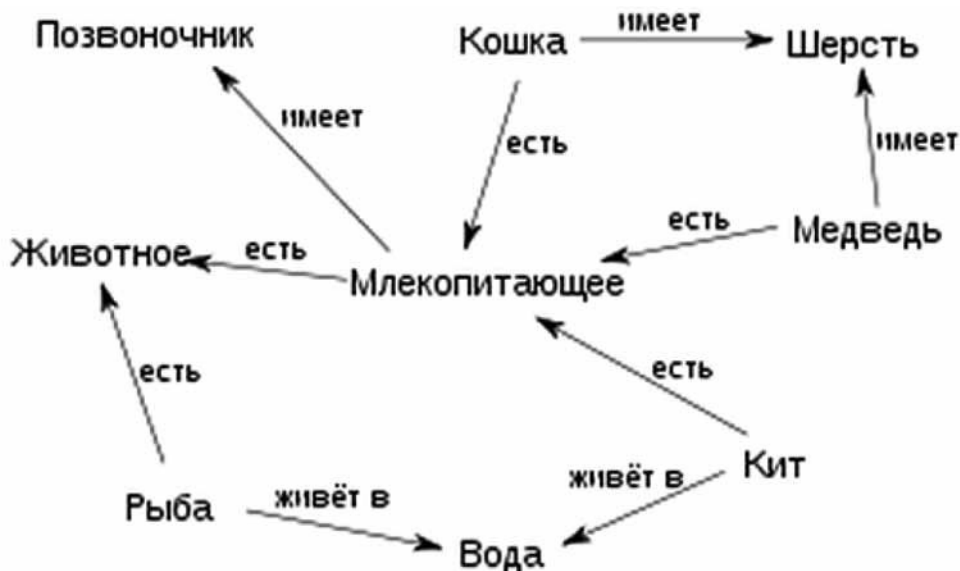 Позвоночник
Кошка
имеет
Шерсть
имеет
есть
имеет
Животное
есть
Млекопитающее
есть
Медведь
есть
есть
Рыба
живёт в
Вода
живёт в
Кит